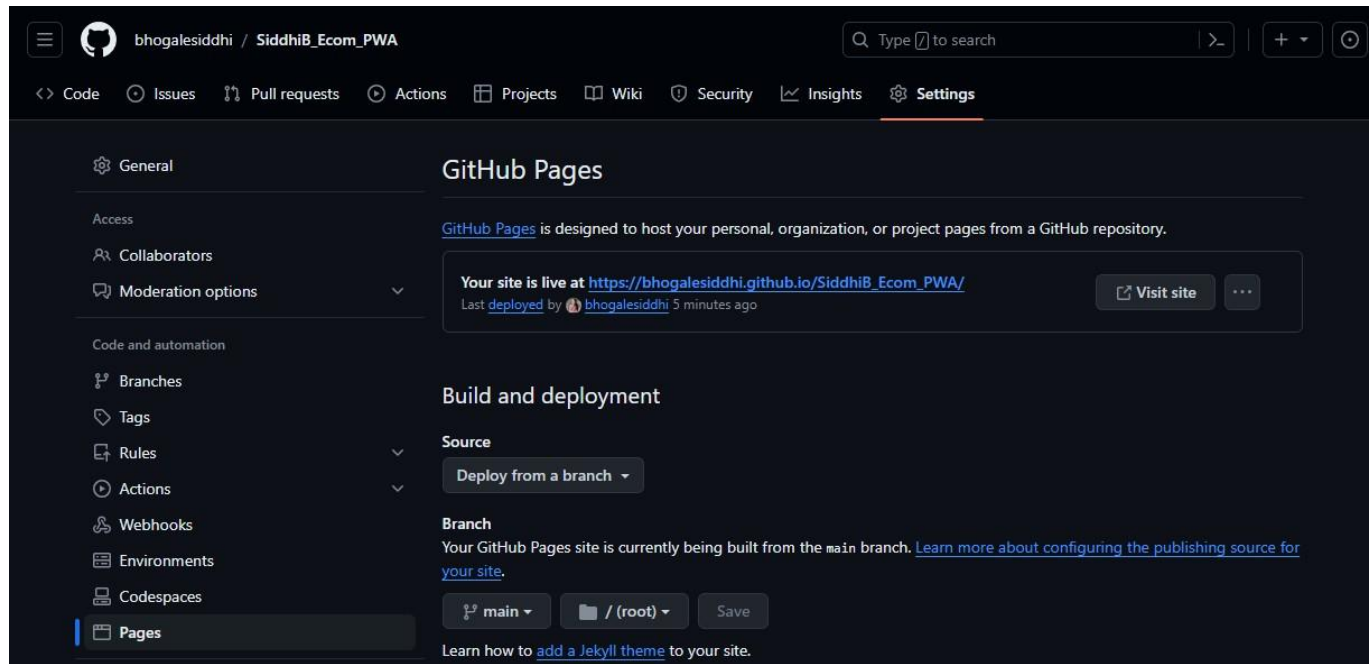 bhogalesiddhi / SiddhiB_Ecom_PWA
Type / to search
Code Issues Pull requests Actions Projects Wiki Security Insights Settings
General
Access
Collaborators
Moderation options
Code and automation
Branches
Tags
Rules
Actions
Webhooks
Environments
Codespaces
Pages
GitHub Pages
GitHub Pages is designed to host your personal, organization, or project pages from a GitHub repository.
Your site is live at https://bhogalesiddhi.github.io/SiddhiB_Ecom_PWA/
Last deployed by bhogalesiddhi 5 minutes ago
Visit site
Build and deployment
Source
Deploy from a branch
Branch
Your GitHub Pages site is currently being built from the main branch. Learn more about configuring the publishing source for
your site.
main / (root) Save
Learn how to add a Jekyll theme to your site.